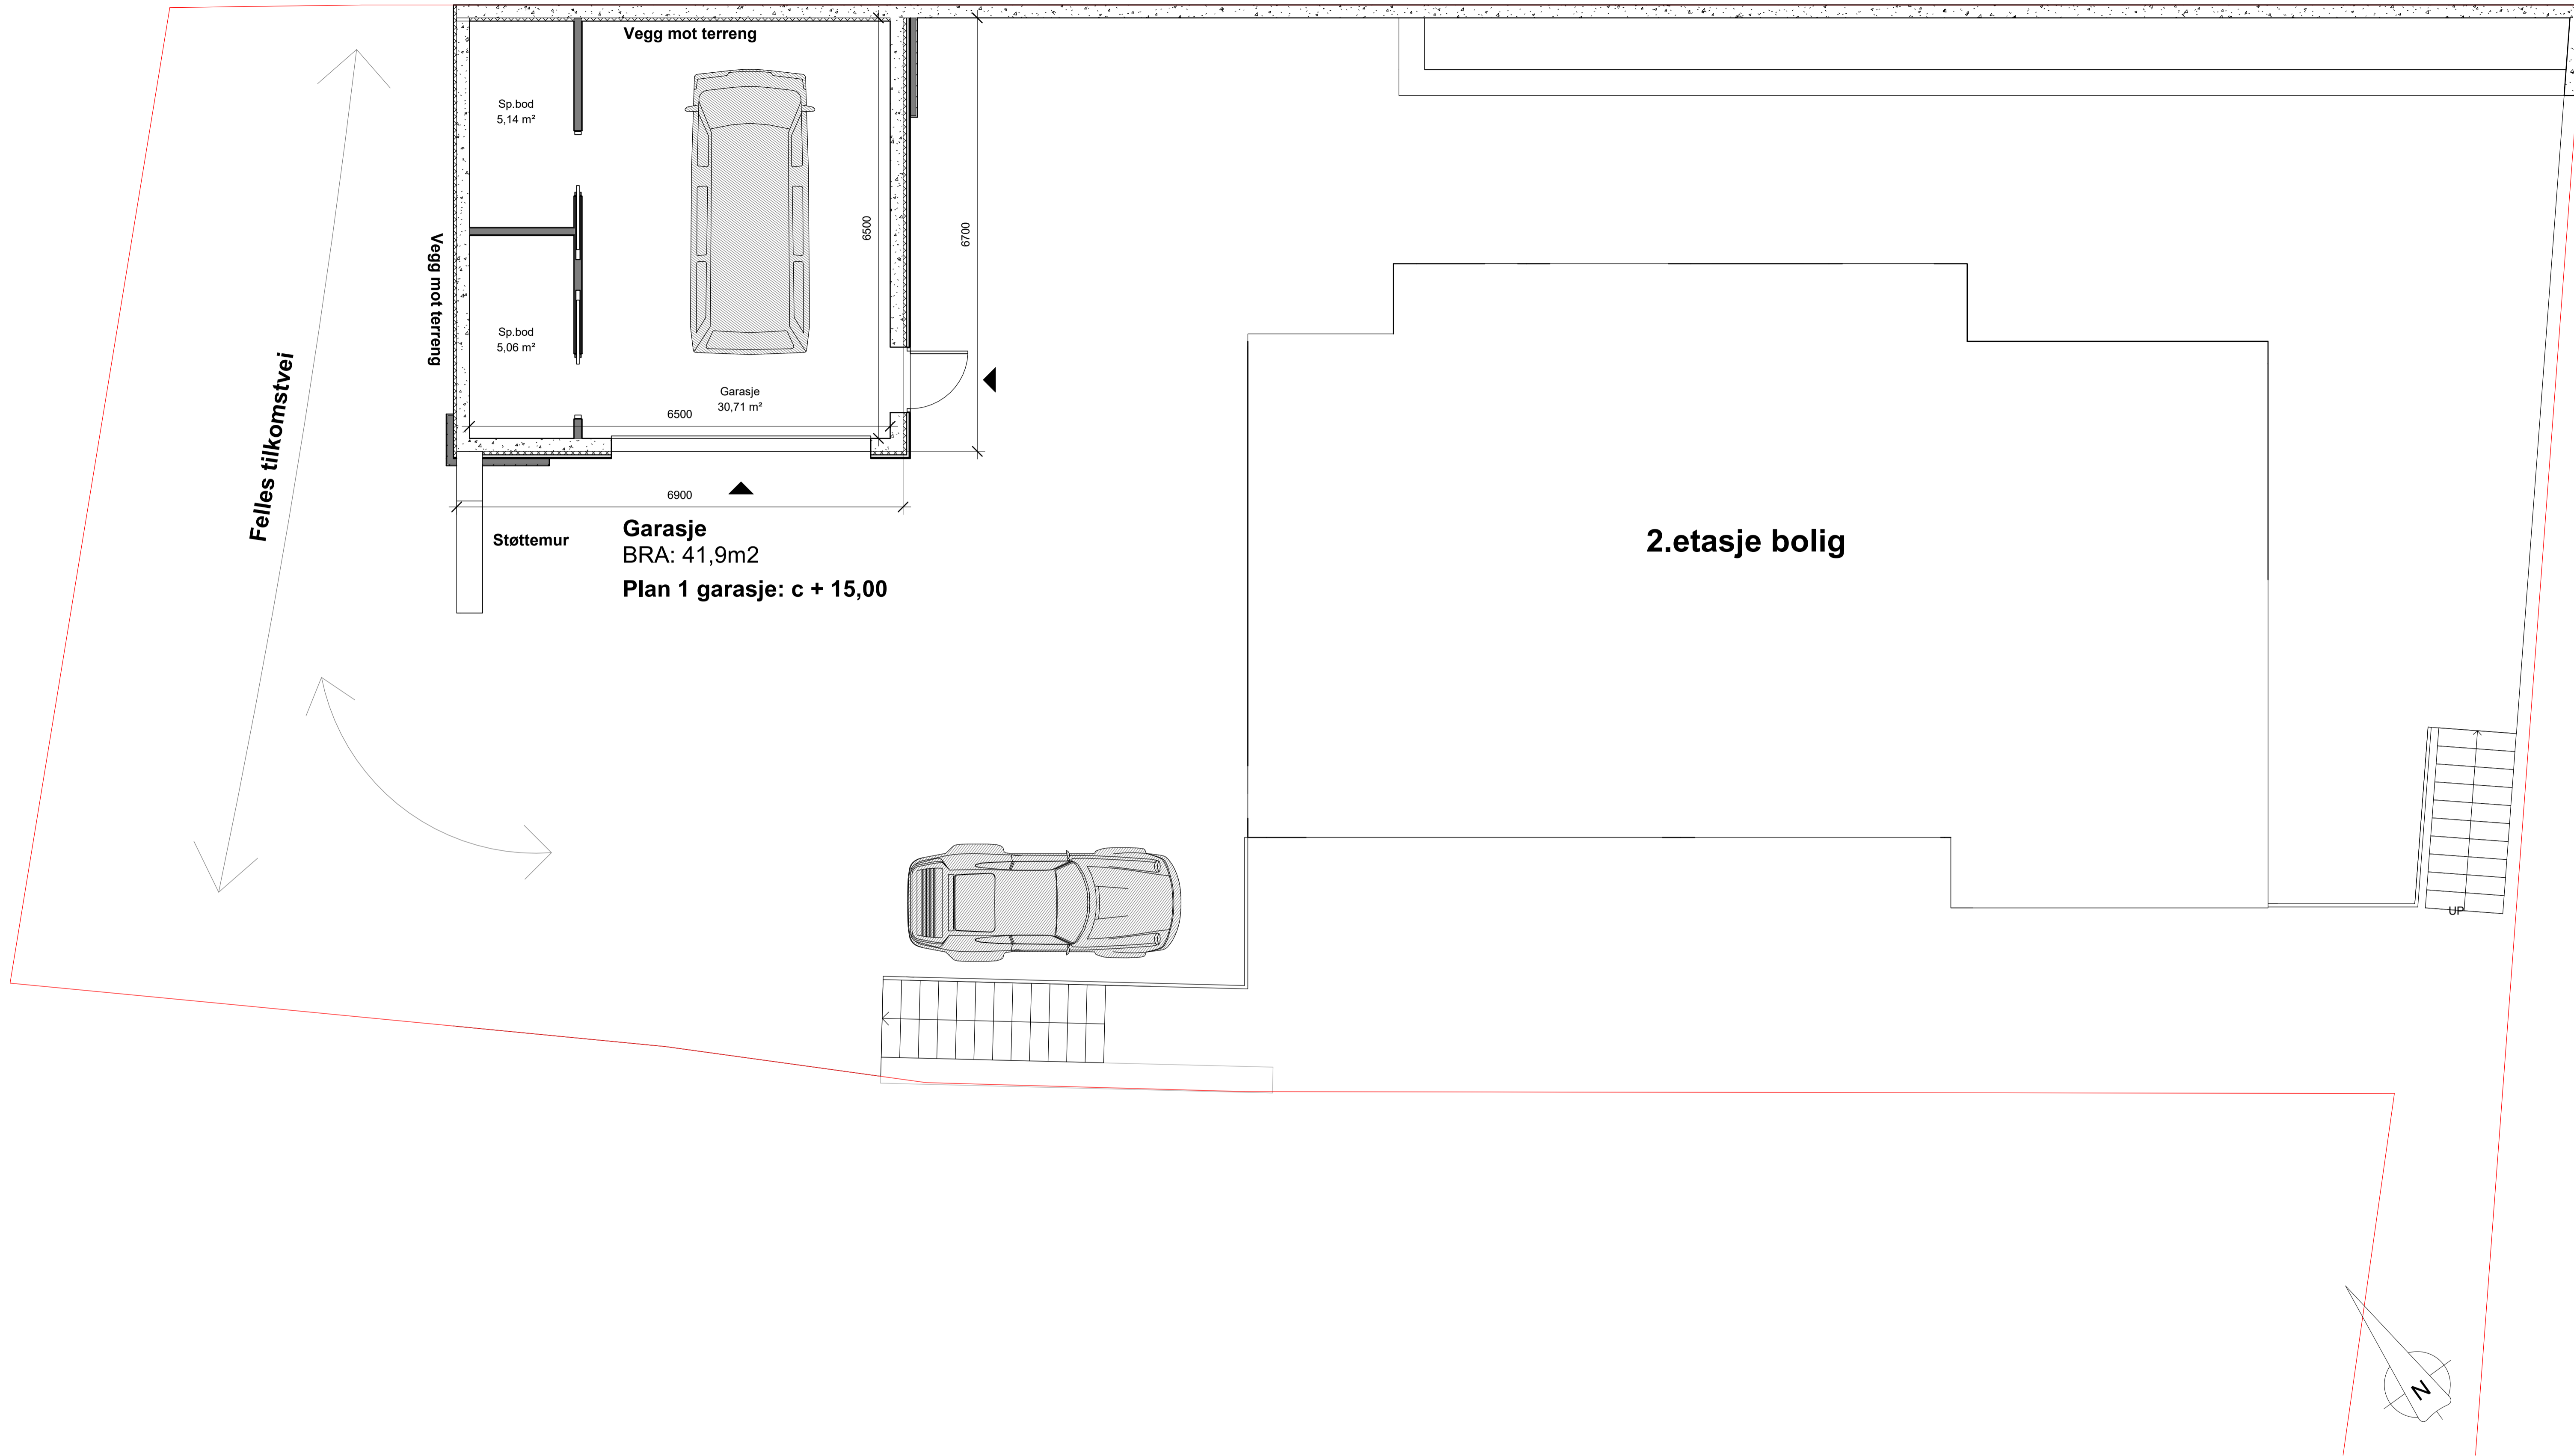 Vegg mot terreng
Sp.bod
5,14 m²
6500
6700
Vegg mot terreng
Sp.bod
5,06 m²
Garasje
30,71 m²
6500
Felles tilkomstvei
6900
Garasje
BRA: 41,9m2
Plan 1 garasje: c + 15,00
Støttemur
2.etasje bolig
UP
N